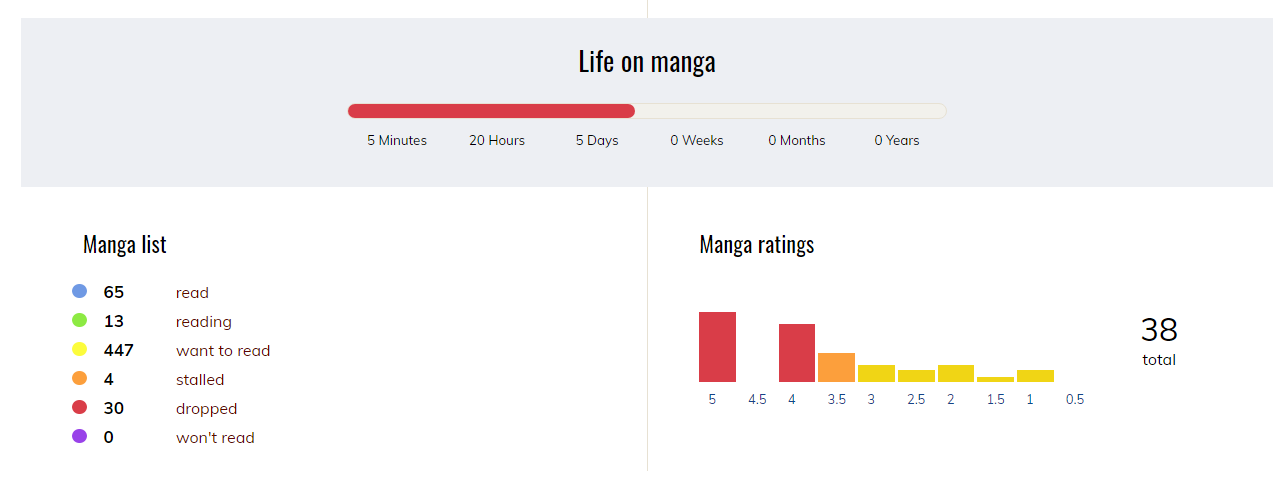 Life on manga
5 Minutes 20 Hours 5 Days 0 Weeks 0 Months 0 Years
Manga list
65 read
13 reading
447 want to read
4 stalled
30 dropped
0 won't read
Manga ratings
38
total
5 4.5 4 3.5 3 2.5 2 1.5 1 0.5